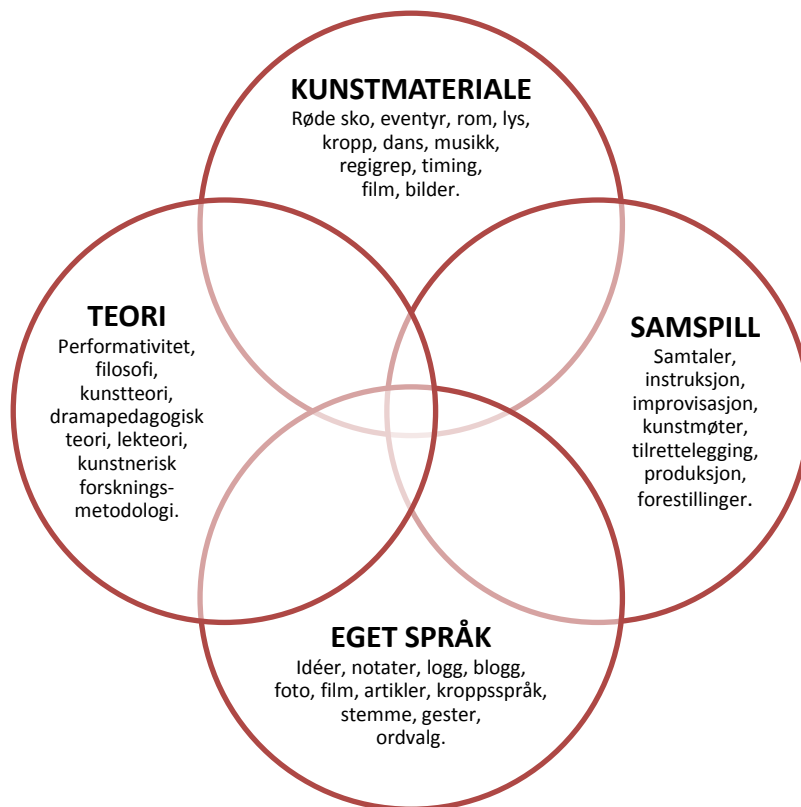 KUNSTMATERIALE
Røde sko, eventyr, rom, lys,
kropp, dans, musikk,
regigrep, timing,
film, bilder.
TEORI
Performativitet,
filosofi,
kunstteori,
dramapedagogisk
teori, lekteori,
kunstnerisk
forsknings-
metodologi.
SAMSPILL
Samtaler,
instruksjon,
improvisasjon,
kunstmøter,
tilrettelegging,
produksjon,
forestillinger.
EGET SPRÅK
Idéer, notater, logg, blogg,
foto, film, artikler, kroppsspråk,
stemme, gester,
ordvalg.